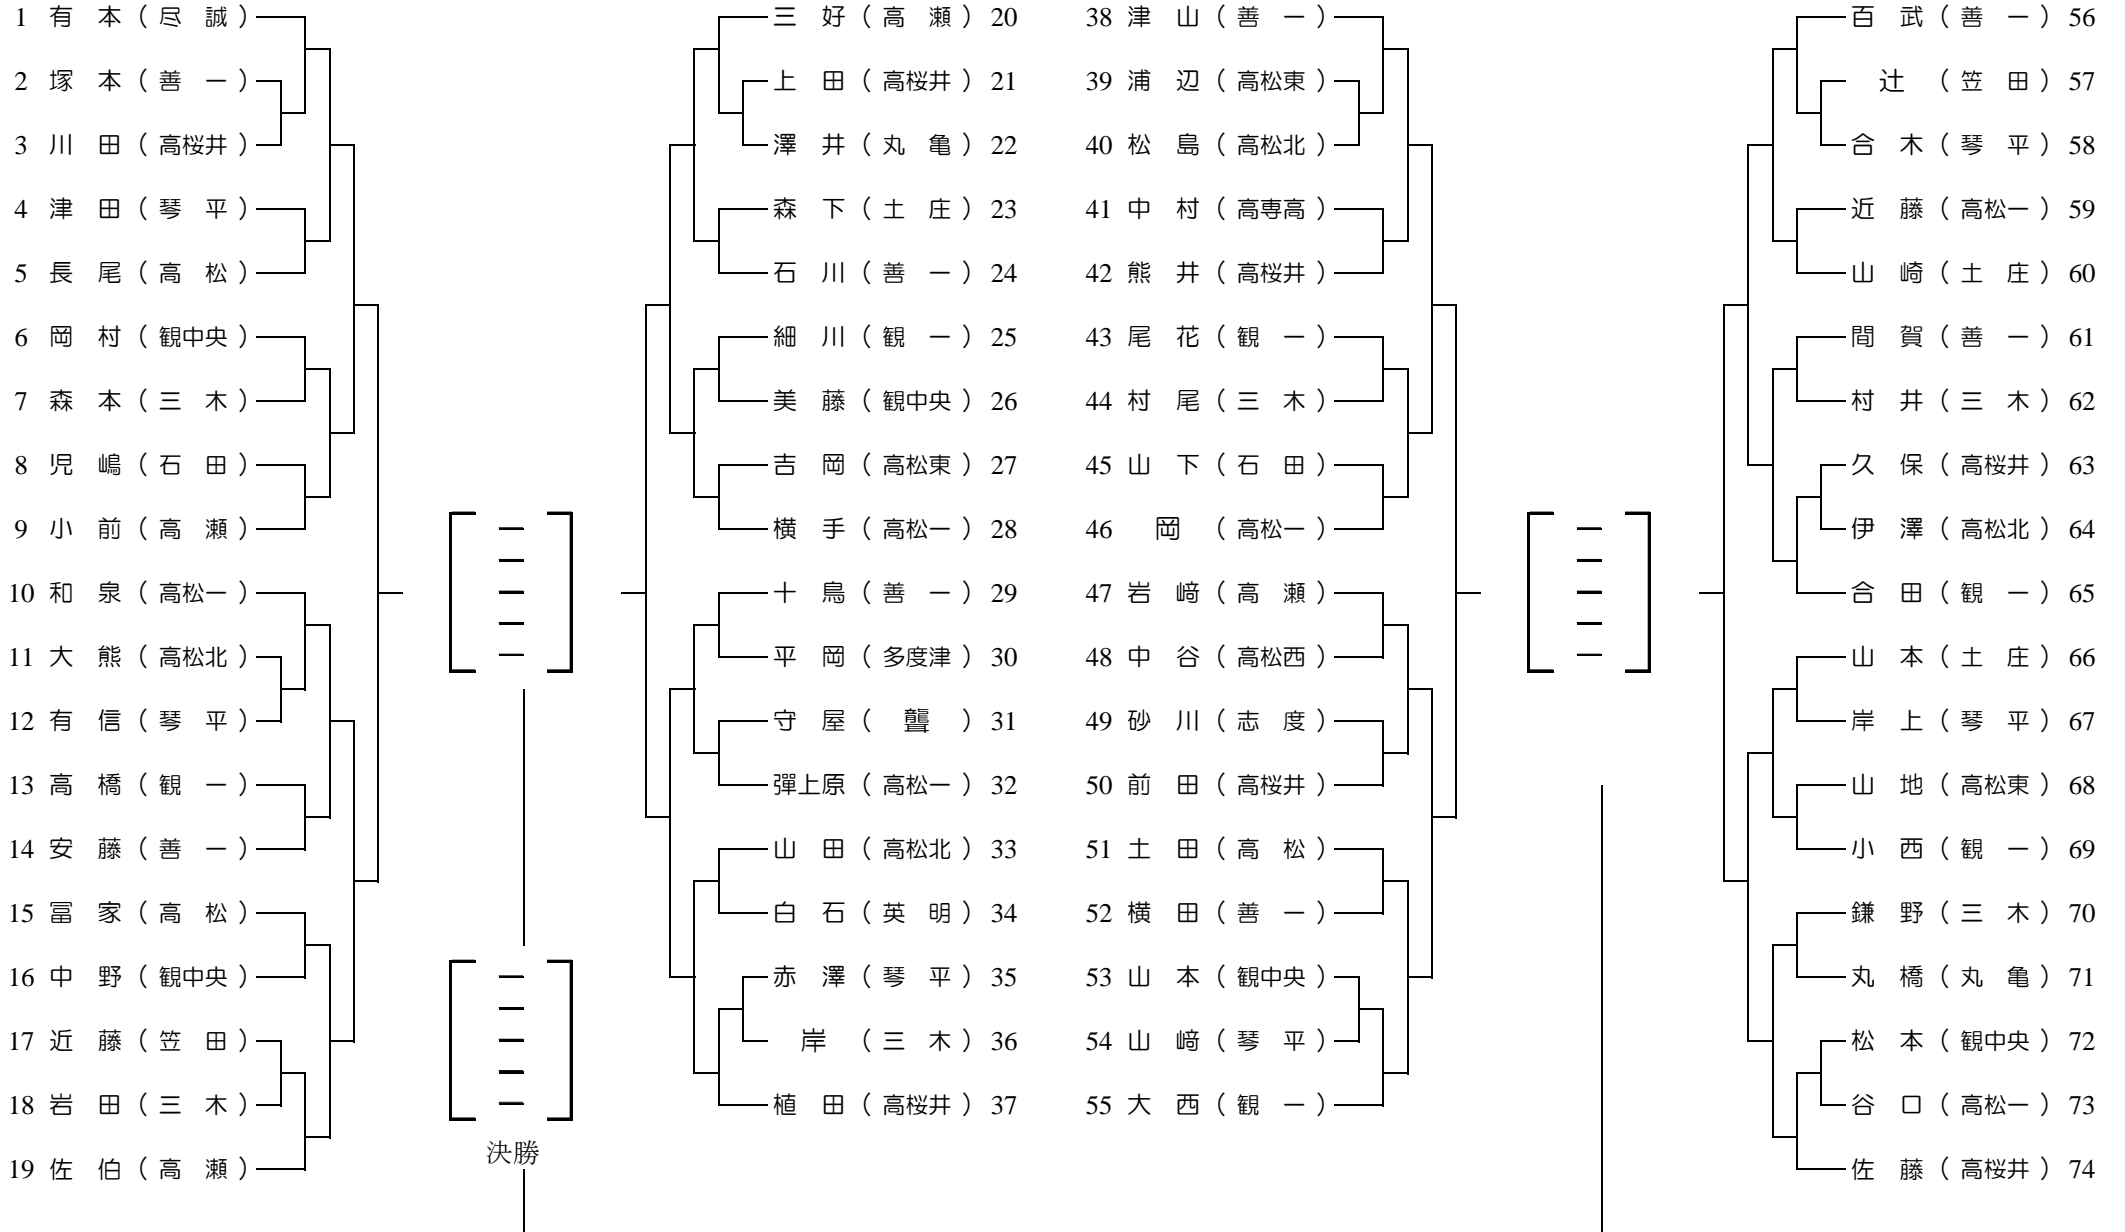 1 有本（尽誠）
2 塚本（善一）
3 川田（高桜井）
4 津田（琴平）
5 長尾（高松）
6 岡村（観中央）
7 森本（三木）
8 児嶋（石田）
9 小前（高瀬）
10 和泉（高松一）
11 大熊（高松北）
12 有信（琴平）
13 高橋（観一）
14 安藤（善一）
15 冨家（高松）
16 中野（観中央）
17 近藤（笠田）
18 岩田（三木）
19 佐伯（高瀬）
決勝
三好（高瀬）20
上田（高桜井）21
澤井（丸亀）22
森下（土庄）23
石川（善一）24
細川（観一）25
美藤（観中央）26
吉岡（高松東）27
横手（高松一）28
十鳥（善一）29
平岡（多度津）30
守屋（聾）31
彈上原（高松一）32
山田（高松北）33
白石（英明）34
赤澤（琴平）35
岸（三木）36
植田（高桜井）37
38 津山（善一）
39 浦辺（高松東）
40 松島（高松北）
41 中村（高専高）
42 熊井（高桜井）
43 尾花（観一）
44 村尾（三木）
45 山下（石田）
46 岡（高松一）
47 岩﨑（高瀬）
48 中谷（高松西）
49 砂川（志度）
50 前田（高桜井）
51 土田（高松）
52 横田（善一）
53 山本（観中央）
54 山﨑（琴平）
55 大西（観一）
百武（善一）56
辻（笠田）57
合木（琴平）58
近藤（高松一）59
山崎（土庄）60
間賀（善一）61
村井（三木）62
久保（高桜井）63
伊澤（高松北）64
合田（観一）65
山本（土庄）66
岸上（琴平）67
山地（高松東）68
小西（観一）69
鎌野（三木）70
丸橋（丸亀）71
松本（観中央）72
谷口（高松一）73
佐藤（高桜井）74